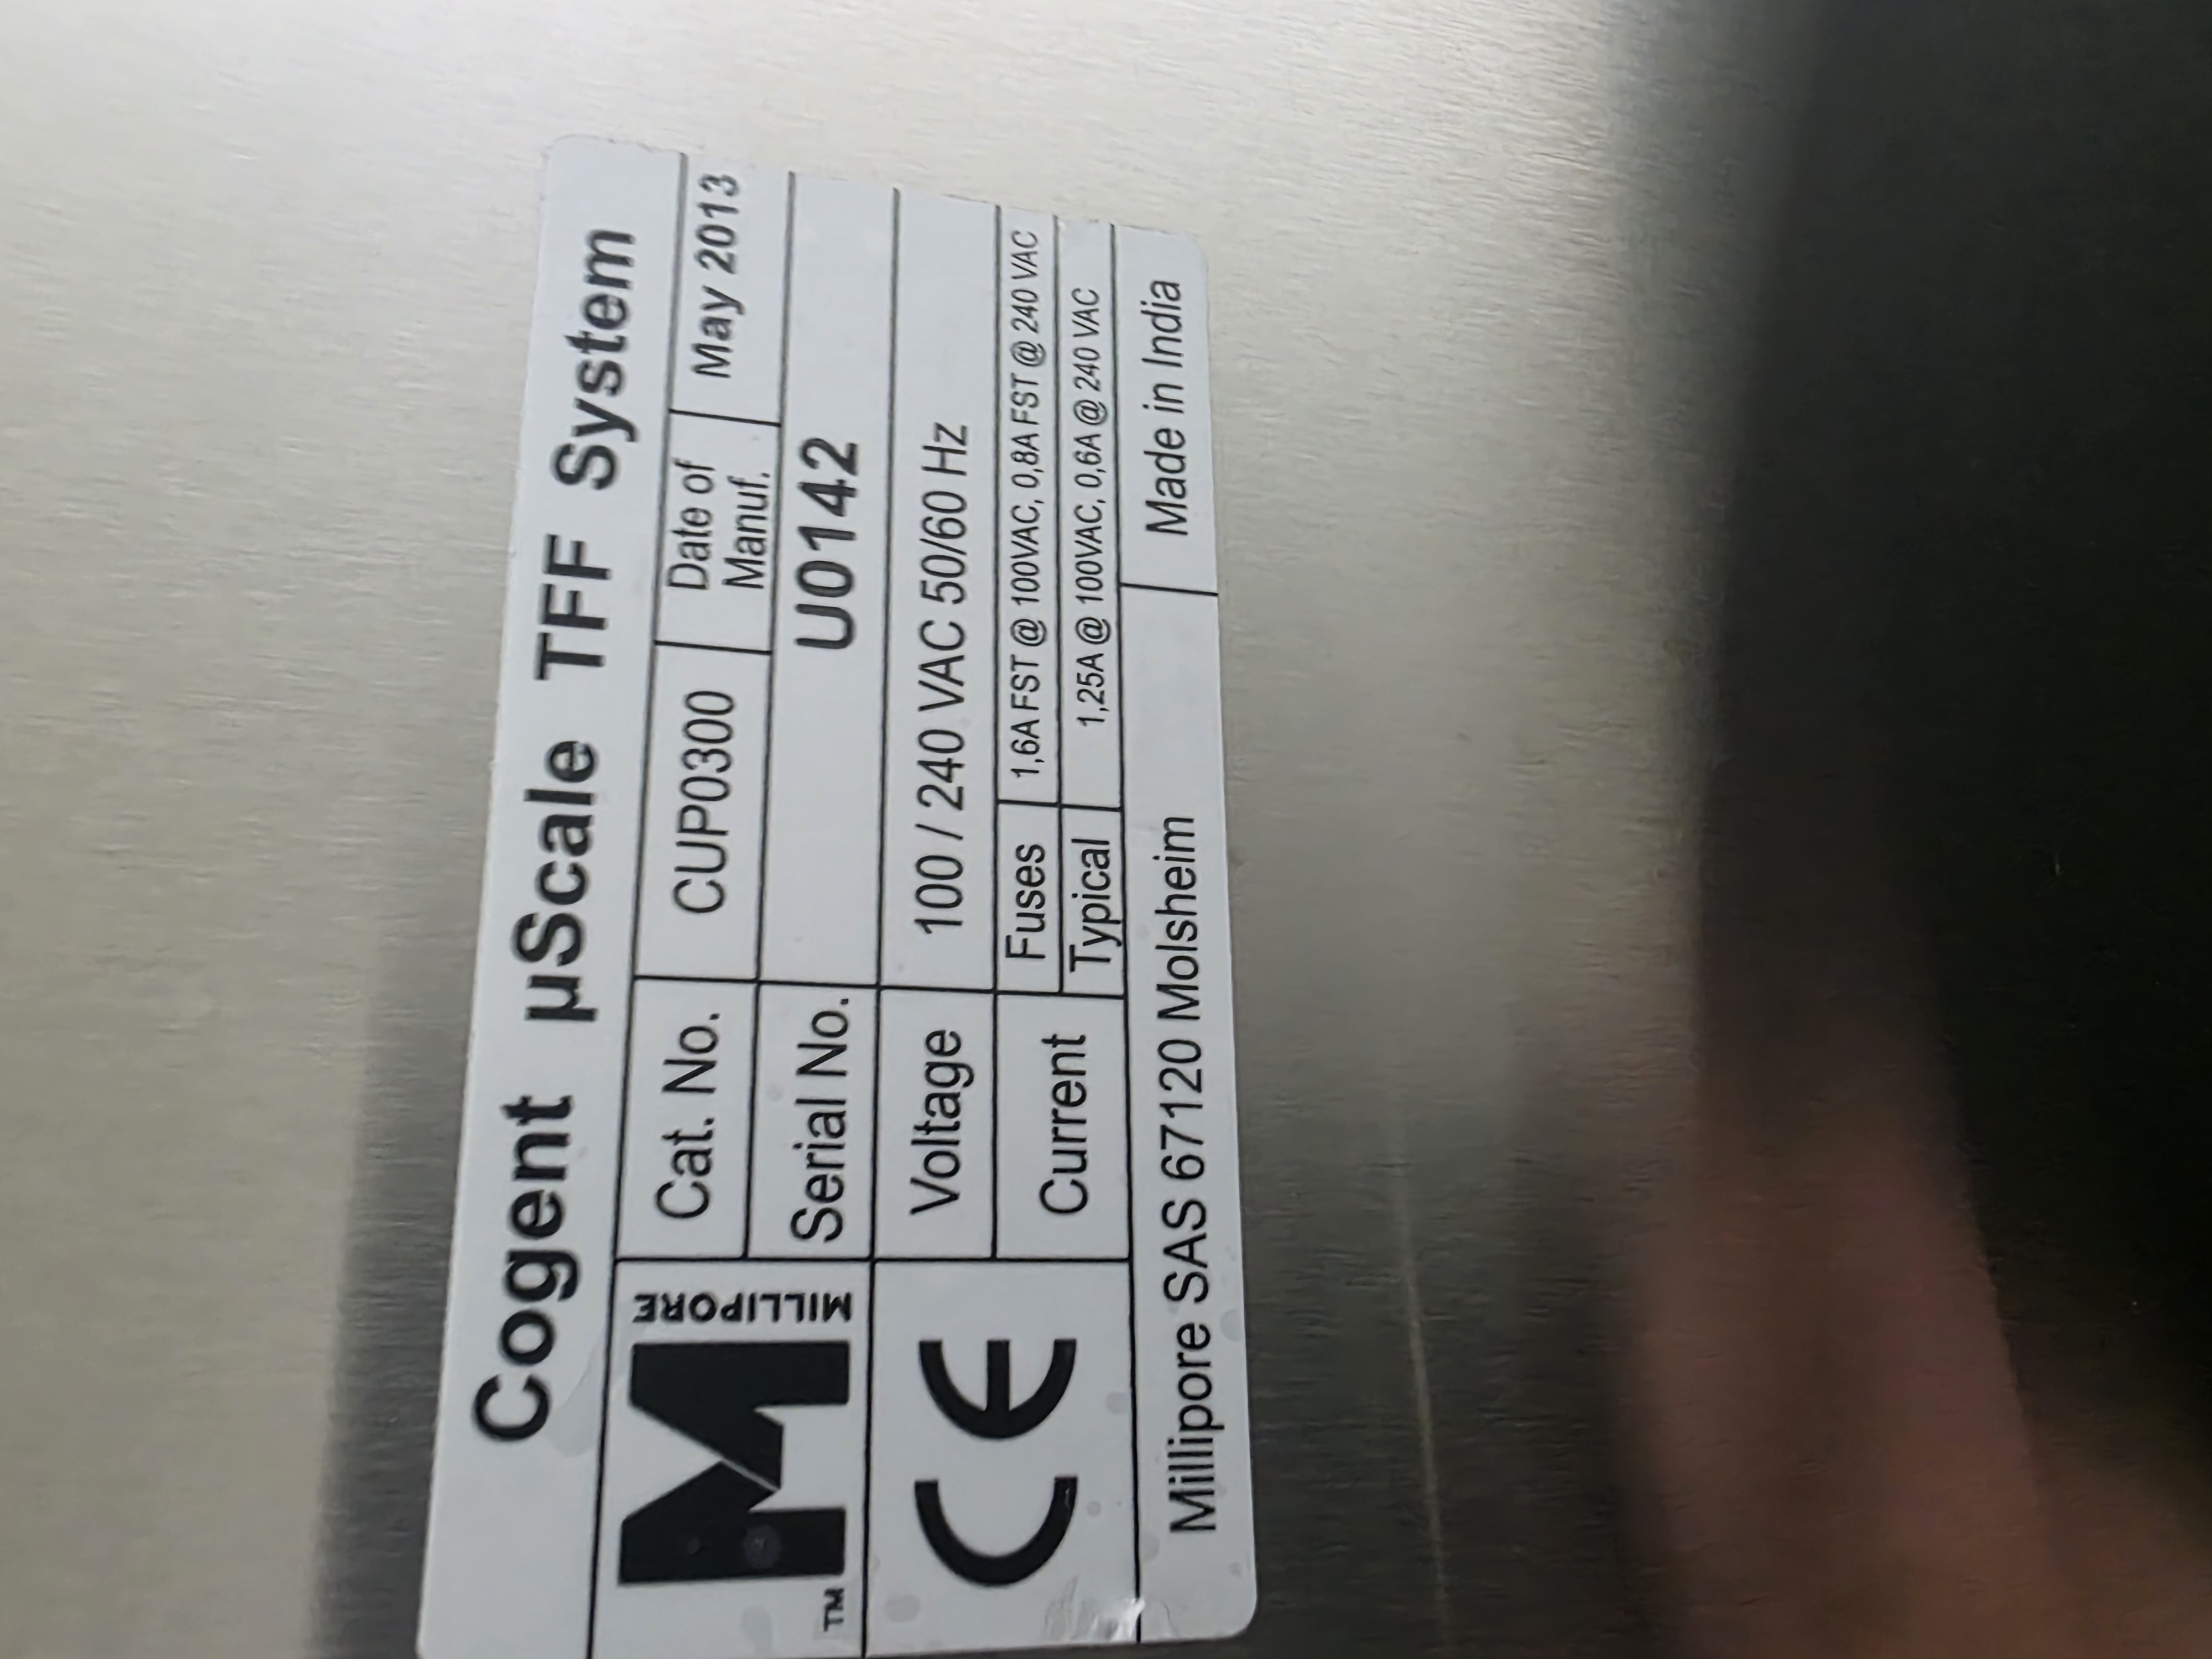 Cogent µScale TFF System
MILLIPORE
TM
Cat. No. CUP0300 Date of Manuf. May 2013
Serial No. U0142
Voltage 100 / 240 VAC 50/60 Hz
Current Fuses 1,6A FST @ 100VAC, 0,8A FST @ 240 VAC
Typical 1,25A @ 100VAC, 0,6A @ 240 VAC
CE
Millipore SAS 67120 Molsheim Made in India